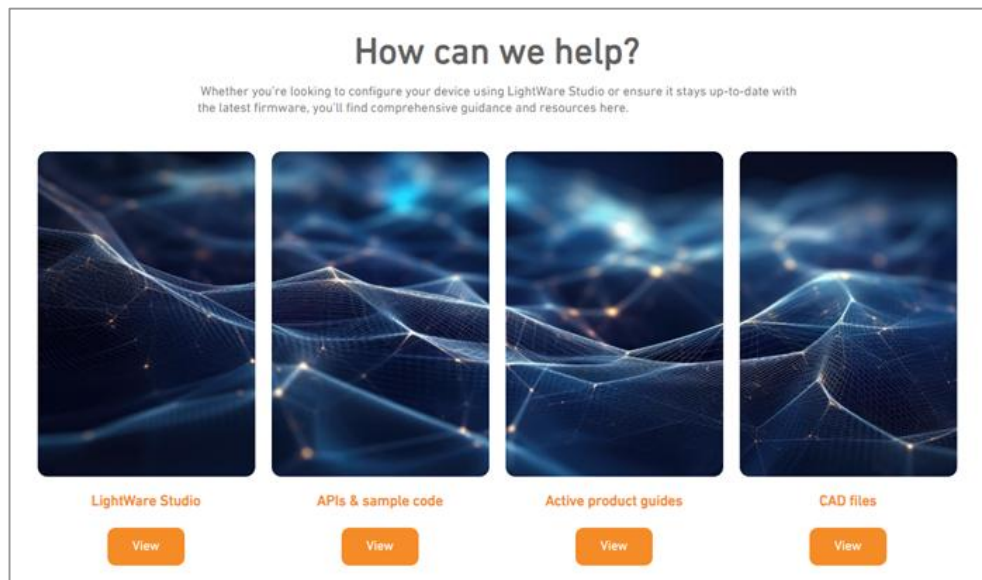 How can we help?
Whether you're looking to configure your device using LightWare Studio or ensure it stays up-to-date with
the latest firmware, you'll find comprehensive guidance and resources here.
LightWare Studio
APIs & sample code
Active product guides
CAD files
View
View
View
View